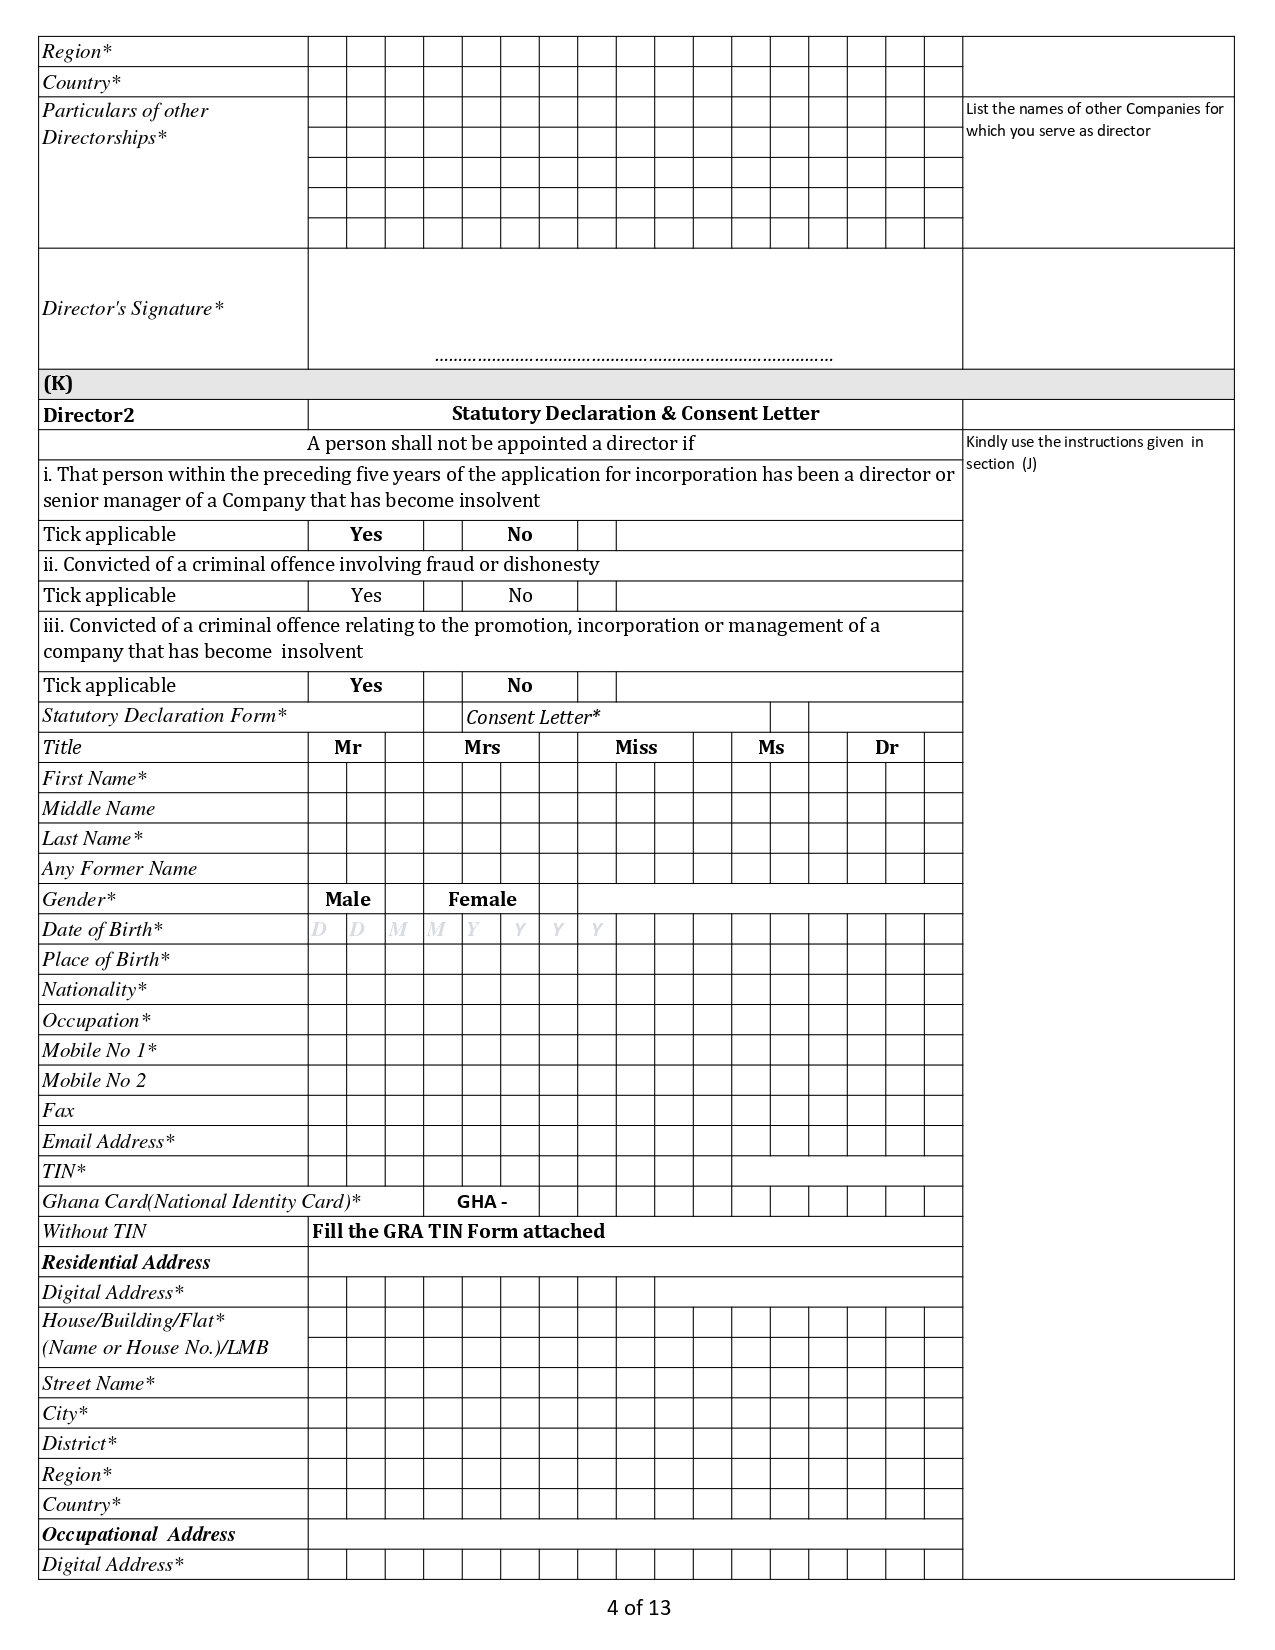 Region*
Country*
Particulars of other
Directorships*
List the names of other Companies for
which you serve as director
Director's Signature*
....................................................................................
(K)
Director2 Statutory Declaration & Consent Letter
A person shall not be appointed a director if
Kindly use the instructions given in
section (J)
i. That person within the preceding five years of the application for incorporation has been a director or
senior manager of a Company that has become insolvent
Tick applicable Yes No
ii. Convicted of a criminal offence involving fraud or dishonesty
Tick applicable Yes No
iii. Convicted of a criminal offence relating to the promotion, incorporation or management of a
company that has become insolvent
Tick applicable Yes No
Statutory Declaration Form* Consent Letter*
Title Mr Mrs Miss Ms Dr
First Name*
Middle Name
Last Name*
Any Former Name
Gender* Male Female
Date of Birth* D D M M Y Y Y Y
Place of Birth*
Nationality*
Occupation*
Mobile No 1*
Mobile No 2
Fax
Email Address*
TIN*
Ghana Card(National Identity Card)* GHA -
Without TIN Fill the GRA TIN Form attached
Residential Address
Digital Address*
House/Building/Flat*
(Name or House No.)/LMB
Street Name*
City*
District*
Region*
Country*
Occupational Address
Digital Address*
4 of 13